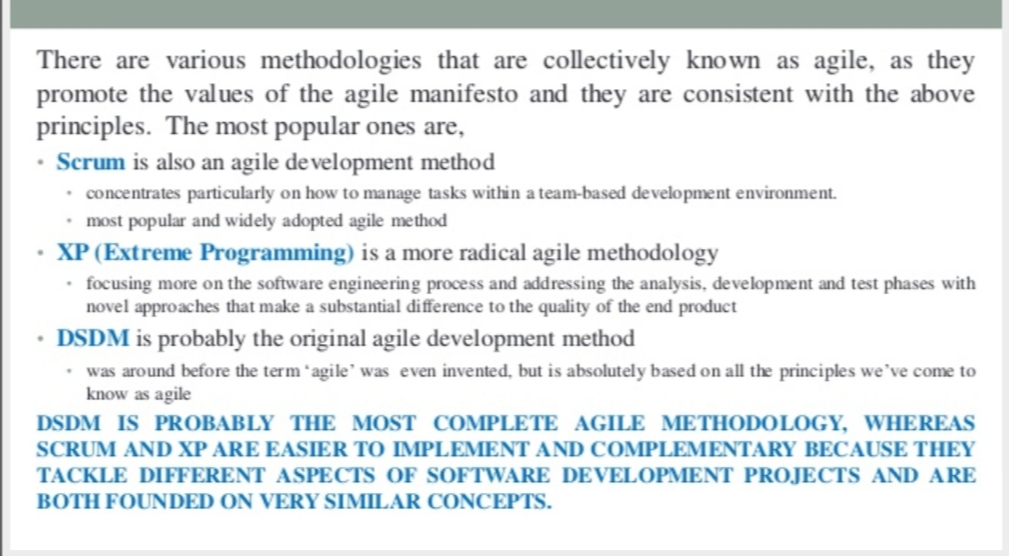 There are various methodologies that are collectively known as agile, as they
promote the values of the agile manifesto and they are consistent with the above
principles. The most popular ones are,
• Scrum is also an agile development method
• concentrates particularly on how to manage tasks within a team-based development environment.
• most popular and widely adopted agile method
• XP (Extreme Programming) is a more radical agile methodology
• focusing more on the software engineering process and addressing the analysis, development and test phases with
novel approaches that make a substantial difference to the quality of the end product
• DSDM is probably the original agile development method
• was around before the term ‘agile’ was even invented, but is absolutely based on all the principles we’ve come to
know as agile
DSDM IS PROBABLY THE MOST COMPLETE AGILE METHODOLOGY, WHEREAS
SCRUM AND XP ARE EASIER TO IMPLEMENT AND COMPLEMENTARY BECAUSE THEY
TACKLE DIFFERENT ASPECTS OF SOFTWARE DEVELOPMENT PROJECTS AND ARE
BOTH FOUNDED ON VERY SIMILAR CONCEPTS.